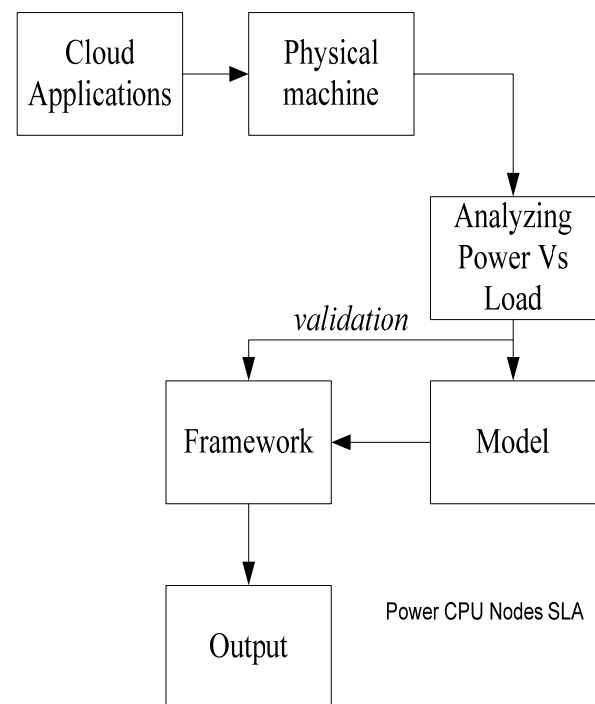 Cloud
Applications
Physical
machine
Analyzing
Power Vs
Load
validation
Framework
Model
Output
Power CPU Nodes SLA